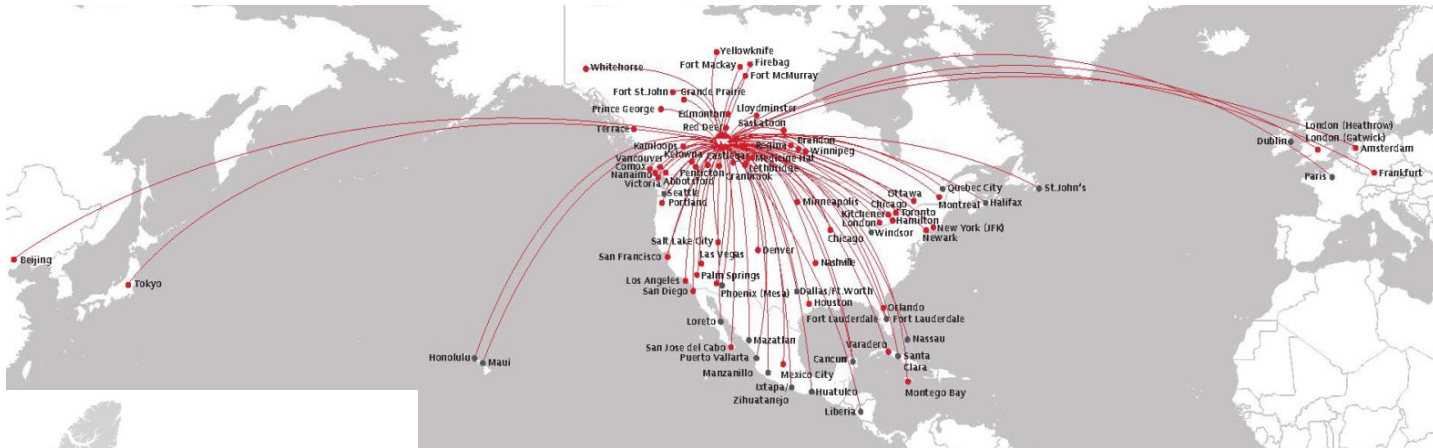 Yellowknife
Fort Mackay
Firebag
Whitehorse
Fort McMurray
Fort St.John
Grande Prairie
Prince George
Edmonton
Lloydminster
Saskatoon
Terrace
Red Deer
Brandon
Kamloops
Regina
Winnipeg
Kelowna
Castlegar
Medicine Hat
Vancouver
Comox
Penticton
Lethbridge
Nanaimo
Abbotsford
Cranbrook
Victoria
Seattle
Portland
Minneapolis
Ottawa
Quebec City
St.John's
Chicago
Montreal
Halifax
Kitchener
Toronto
London
Hamilton
Windsor
New York (JFK)
Newark
Chicago
Salt Lake City
Denver
San Francisco
Las Vegas
Nashville
Palm Springs
Los Angeles
San Diego
Phoenix (Mesa)
Dallas/Ft.Worth
Houston
Orlando
Fort Lauderdale
Fort Lauderdale
Loreto
Nassau
San Jose del Cabo
Mazatlan
Varadero
Puerto Vallarta
Cancun
Santa
Clara
Manzanillo
Mexico City
Ixtapa/
Zihuatanejo
Huatulco
Montego Bay
Liberia
Beijing
Tokyo
Honolulu
Maui
London (Heathrow)
London (Gatwick)
Dublin
Amsterdam
Paris
Frankfurt